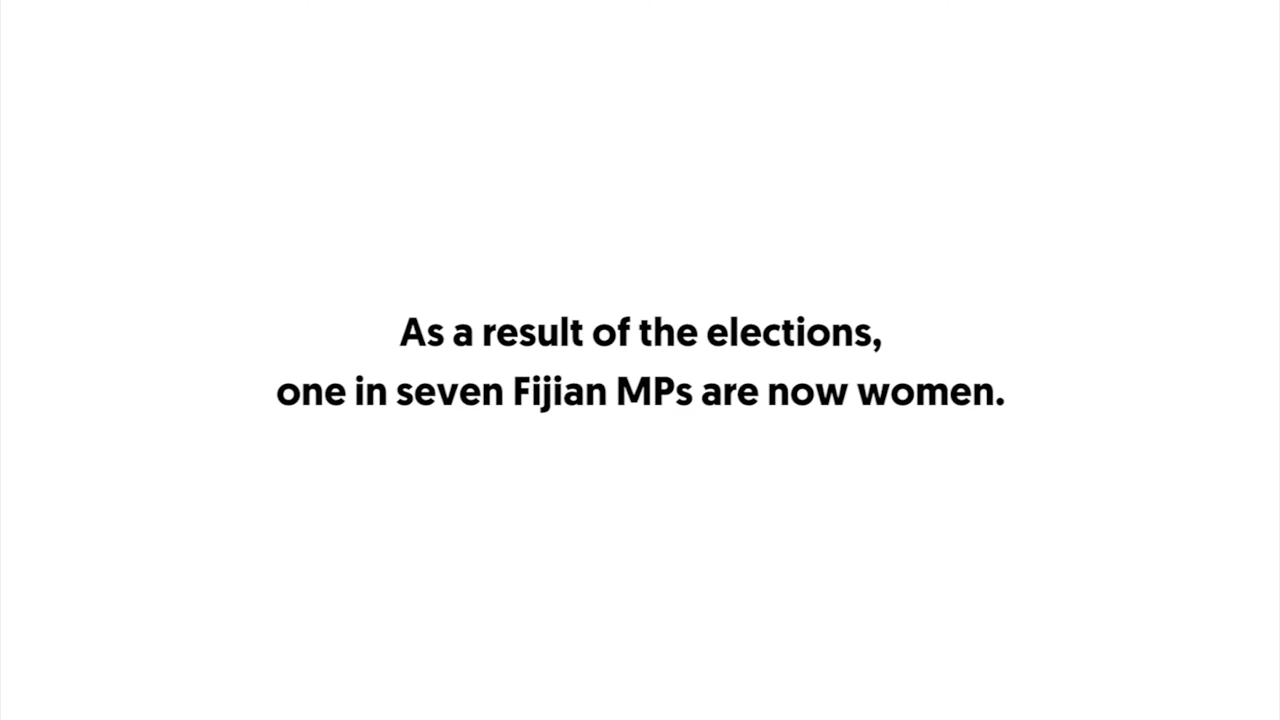 As a result of the elections,
one in seven Fijian MPs are now women.